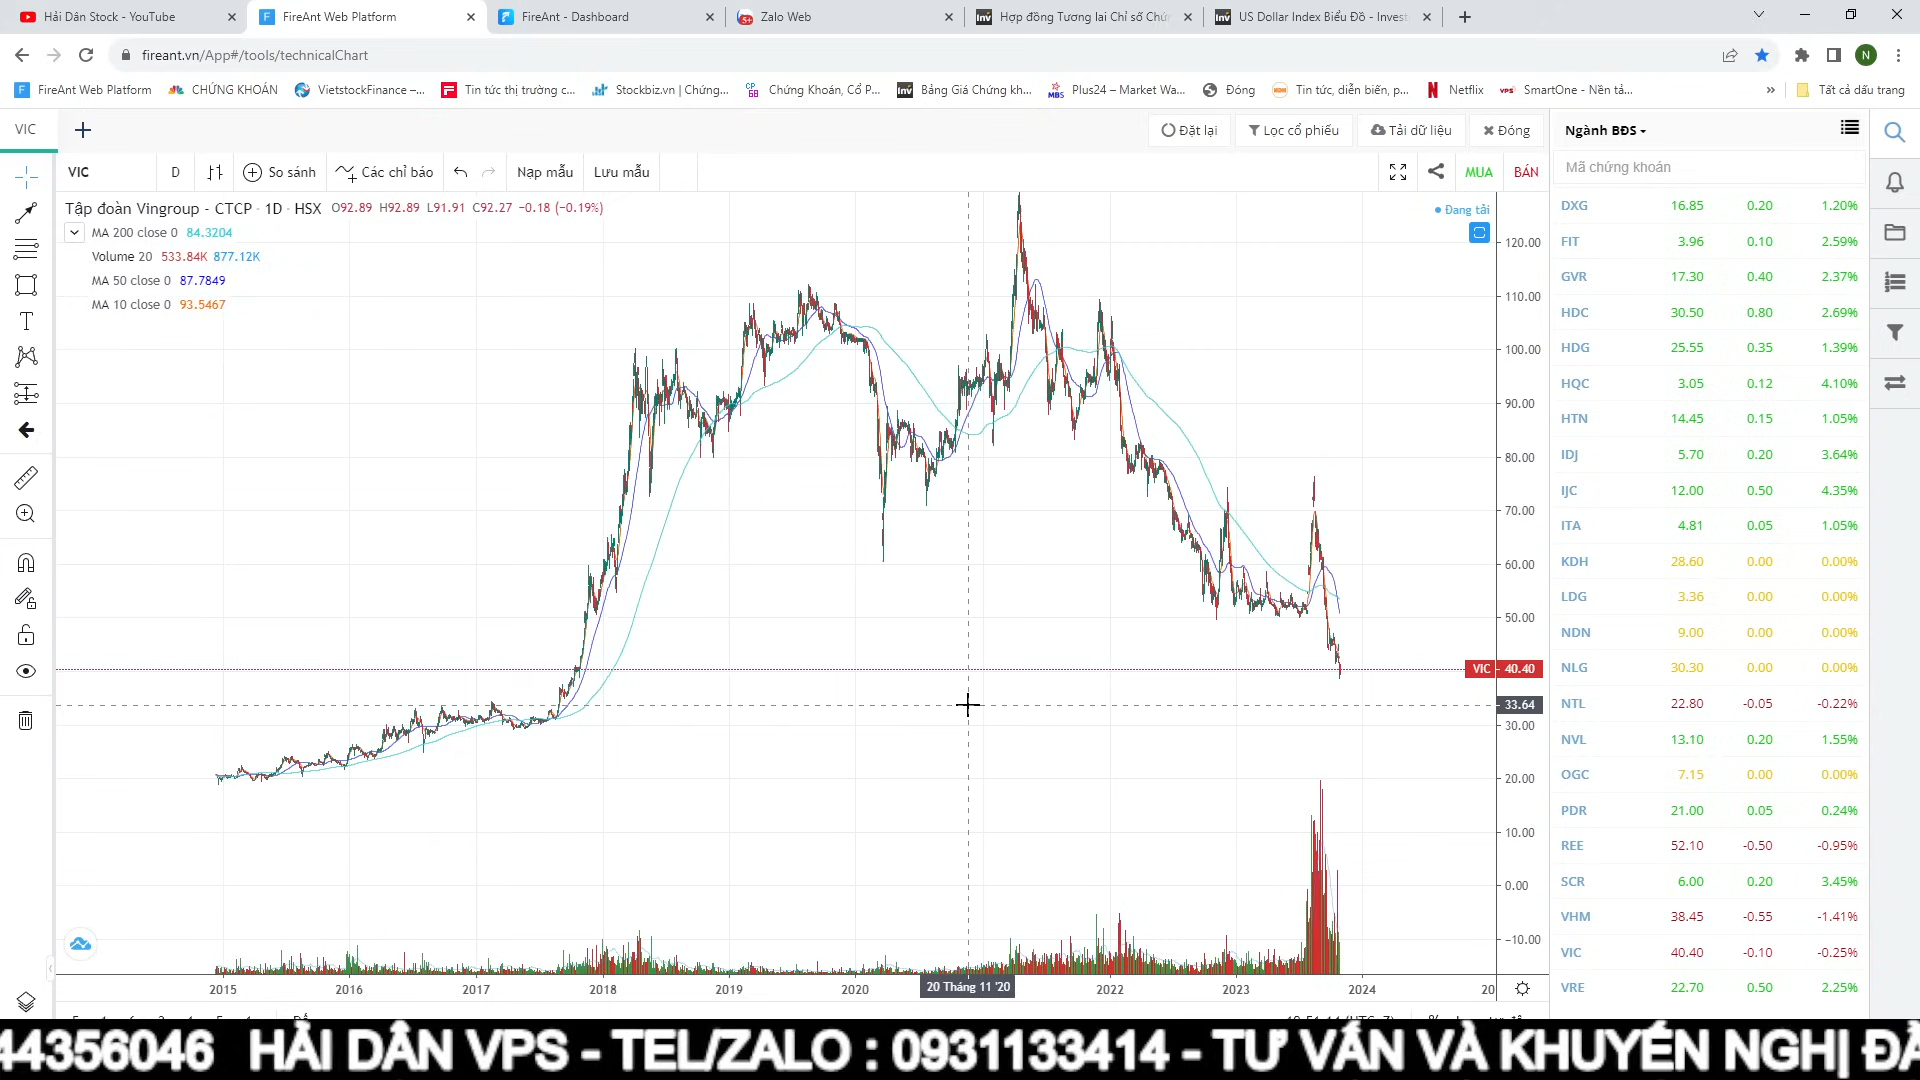 Hải Dân Stock - YouTube
FireAnt Web Platform
FireAnt - Dashboard
Zalo Web
Hợp đồng Tương lai Chỉ số Chứ
US Dollar Index Biểu Đồ - Invest
fireant.vn/App#/tools/technicalChart
N
FireAnt Web Platform
CHỨNG KHOÁN
VietstockFinance –...
Tin tức thị trường c...
Stockbiz.vn | Chứng...
Chứng Khoán, Cổ P...
Bảng Giá Chứng kh...
Plus24 – Market Wa...
Đóng
Tin tức, diễn biến, p...
Netflix
SmartOne - Nền tả...
Tất cả dấu trang
VIC
Đặt lại
Lọc cổ phiếu
Tải dữ liệu
Đóng
Ngành BĐS
VIC
D
So sánh
Các chỉ báo
Nạp mẫu
Lưu mẫu
MUA
BÁN
Mã chứng khoán
Tập đoàn Vingroup - CTCP · 1D · HSX O92.89 H92.89 L91.91 C92.27 −0.18 (−0.19%)
Đang tải
MA 200 close 0 84.3204
Volume 20 533.84K 877.12K
MA 50 close 0 87.7849
MA 10 close 0 93.5467
120.00
110.00
100.00
90.00
80.00
70.00
60.00
50.00
VIC 40.40
33.64
30.00
20.00
10.00
0.00
−10.00
2015
2016
2017
2018
2019
2020
20 Tháng 11 '20
2022
2023
2024
20
DXG 16.85 0.20 1.20%
FIT 3.96 0.10 2.59%
GVR 17.30 0.40 2.37%
HDC 30.50 0.80 2.69%
HDG 25.55 0.35 1.39%
HQC 3.05 0.12 4.10%
HTN 14.45 0.15 1.05%
IDJ 5.70 0.20 3.64%
IJC 12.00 0.50 4.35%
ITA 4.81 0.05 1.05%
KDH 28.60 0.00 0.00%
LDG 3.36 0.00 0.00%
NDN 9.00 0.00 0.00%
NLG 30.30 0.00 0.00%
NTL 22.80 -0.05 -0.22%
NVL 13.10 0.20 1.55%
OGC 7.15 0.00 0.00%
PDR 21.00 0.05 0.24%
REE 52.10 -0.50 -0.95%
SCR 6.00 0.20 3.45%
VHM 38.45 -0.55 -1.41%
VIC 40.40 -0.10 -0.25%
VRE 22.70 0.50 2.25%
44356046 HẢI DÂN VPS - TEL/ZALO : 0931133414 - TƯ VẤN VÀ KHUYẾN NGHỊ ĐẦ